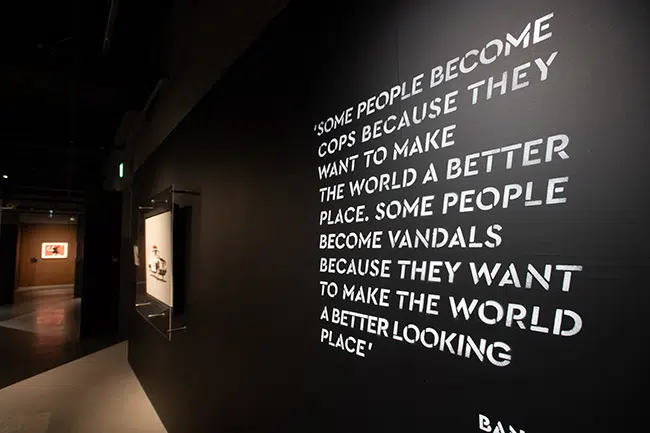 'SOME PEOPLE BECOME
COPS BECAUSE THEY
WANT TO MAKE
THE WORLD A BETTER
PLACE. SOME PEOPLE
BECOME VANDALS
BECAUSE THEY WANT
TO MAKE THE WORLD
A BETTER LOOKING
PLACE'